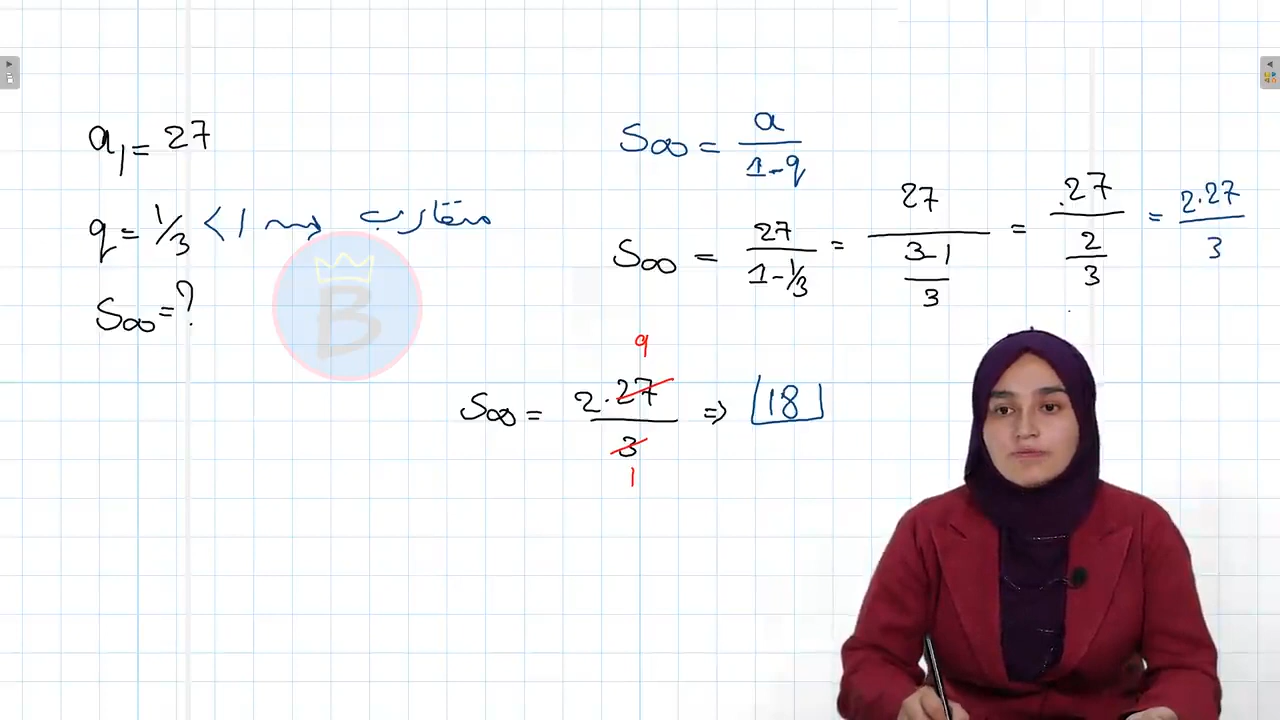 a₁ = 27
q = 1/3 < 1 ⇝ متقارب
S∞ = ?
S∞ = a / (1-q)
S∞ = 27 / (1-1/3) = 27 / ((3-1)/3) = .27 / (2/3) = 2.27 / 3
9
S∞ = 2.27 / 3 ⇒ 18
1
B